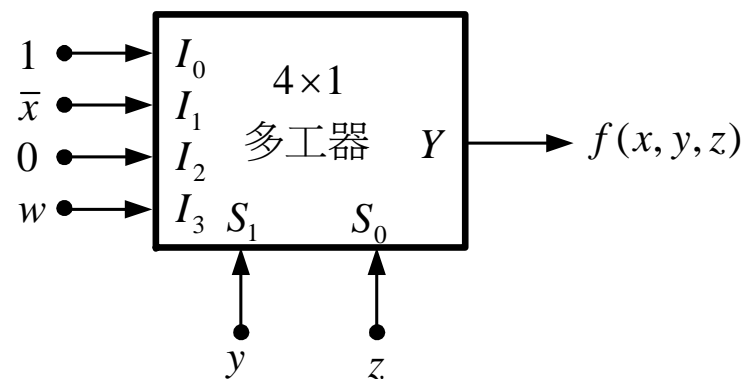 1
I₀
4×1
x̄
I₁
多工器
Y
f(x, y, z)
0
I₂
w
I₃
S₁
S₀
y
z